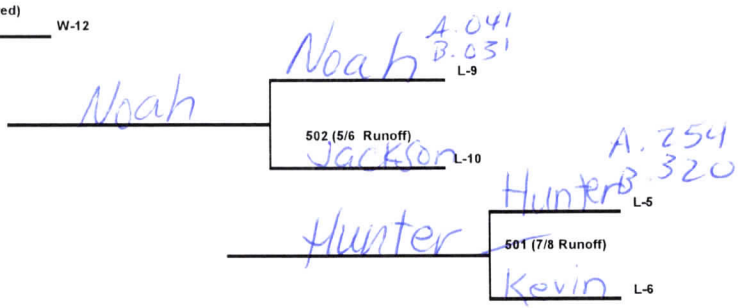 ed)
W-12
Noah A. 041
B. 031
L-9
Noah
502 (5/6 Runoff)
Jackson L-10
A. 254
B. 320
Hunter L-5
Hunter
501 (7/8 Runoff)
Kevin L-6